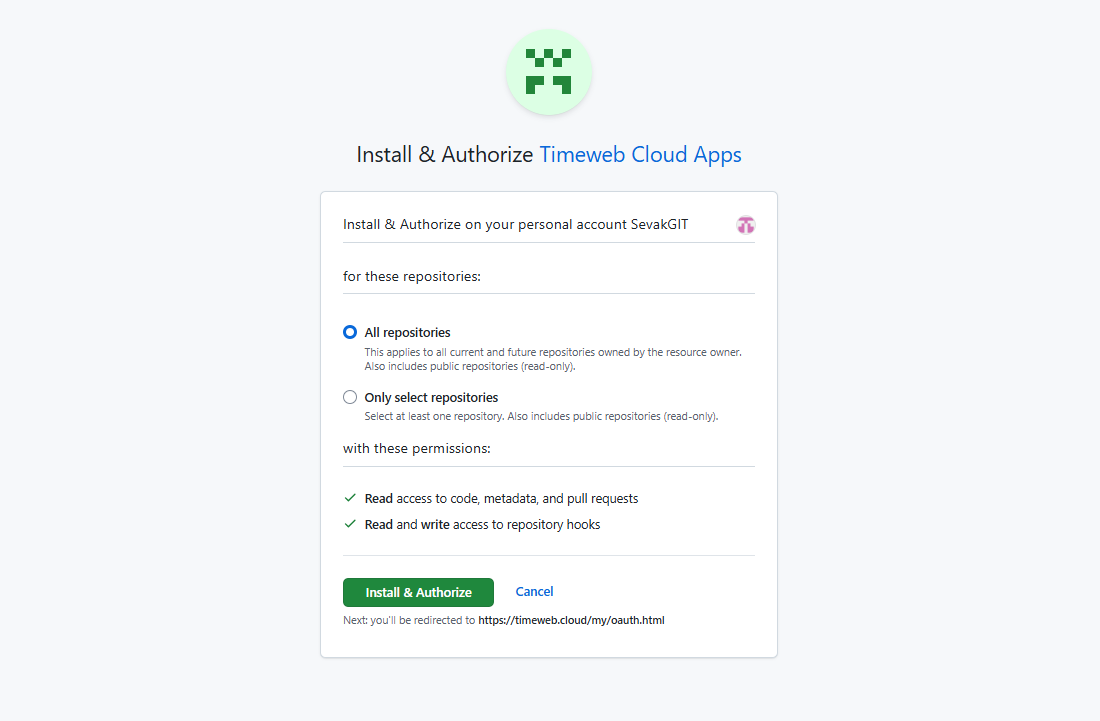 Install & Authorize Timeweb Cloud Apps
Install & Authorize on your personal account SevakGIT
for these repositories:
All repositories
This applies to all current and future repositories owned by the resource owner.
Also includes public repositories (read-only).
Only select repositories
Select at least one repository. Also includes public repositories (read-only).
with these permissions:
Read access to code, metadata, and pull requests
Read and write access to repository hooks
Install & Authorize Cancel
Next: you'll be redirected to https://timeweb.cloud/my/oauth.html